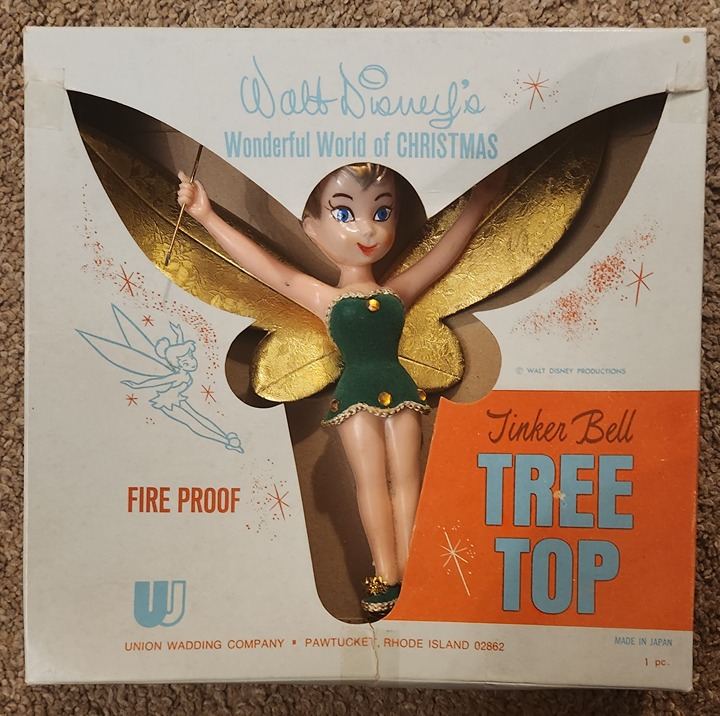 Walt Disney's
Wonderful World of CHRISTMAS
© WALT DISNEY PRODUCTIONS
Tinker Bell
TREE
TOP
FIRE PROOF
UW
UNION WADDING COMPANY ▪ PAWTUCKET, RHODE ISLAND 02862
MADE IN JAPAN
1 pc.